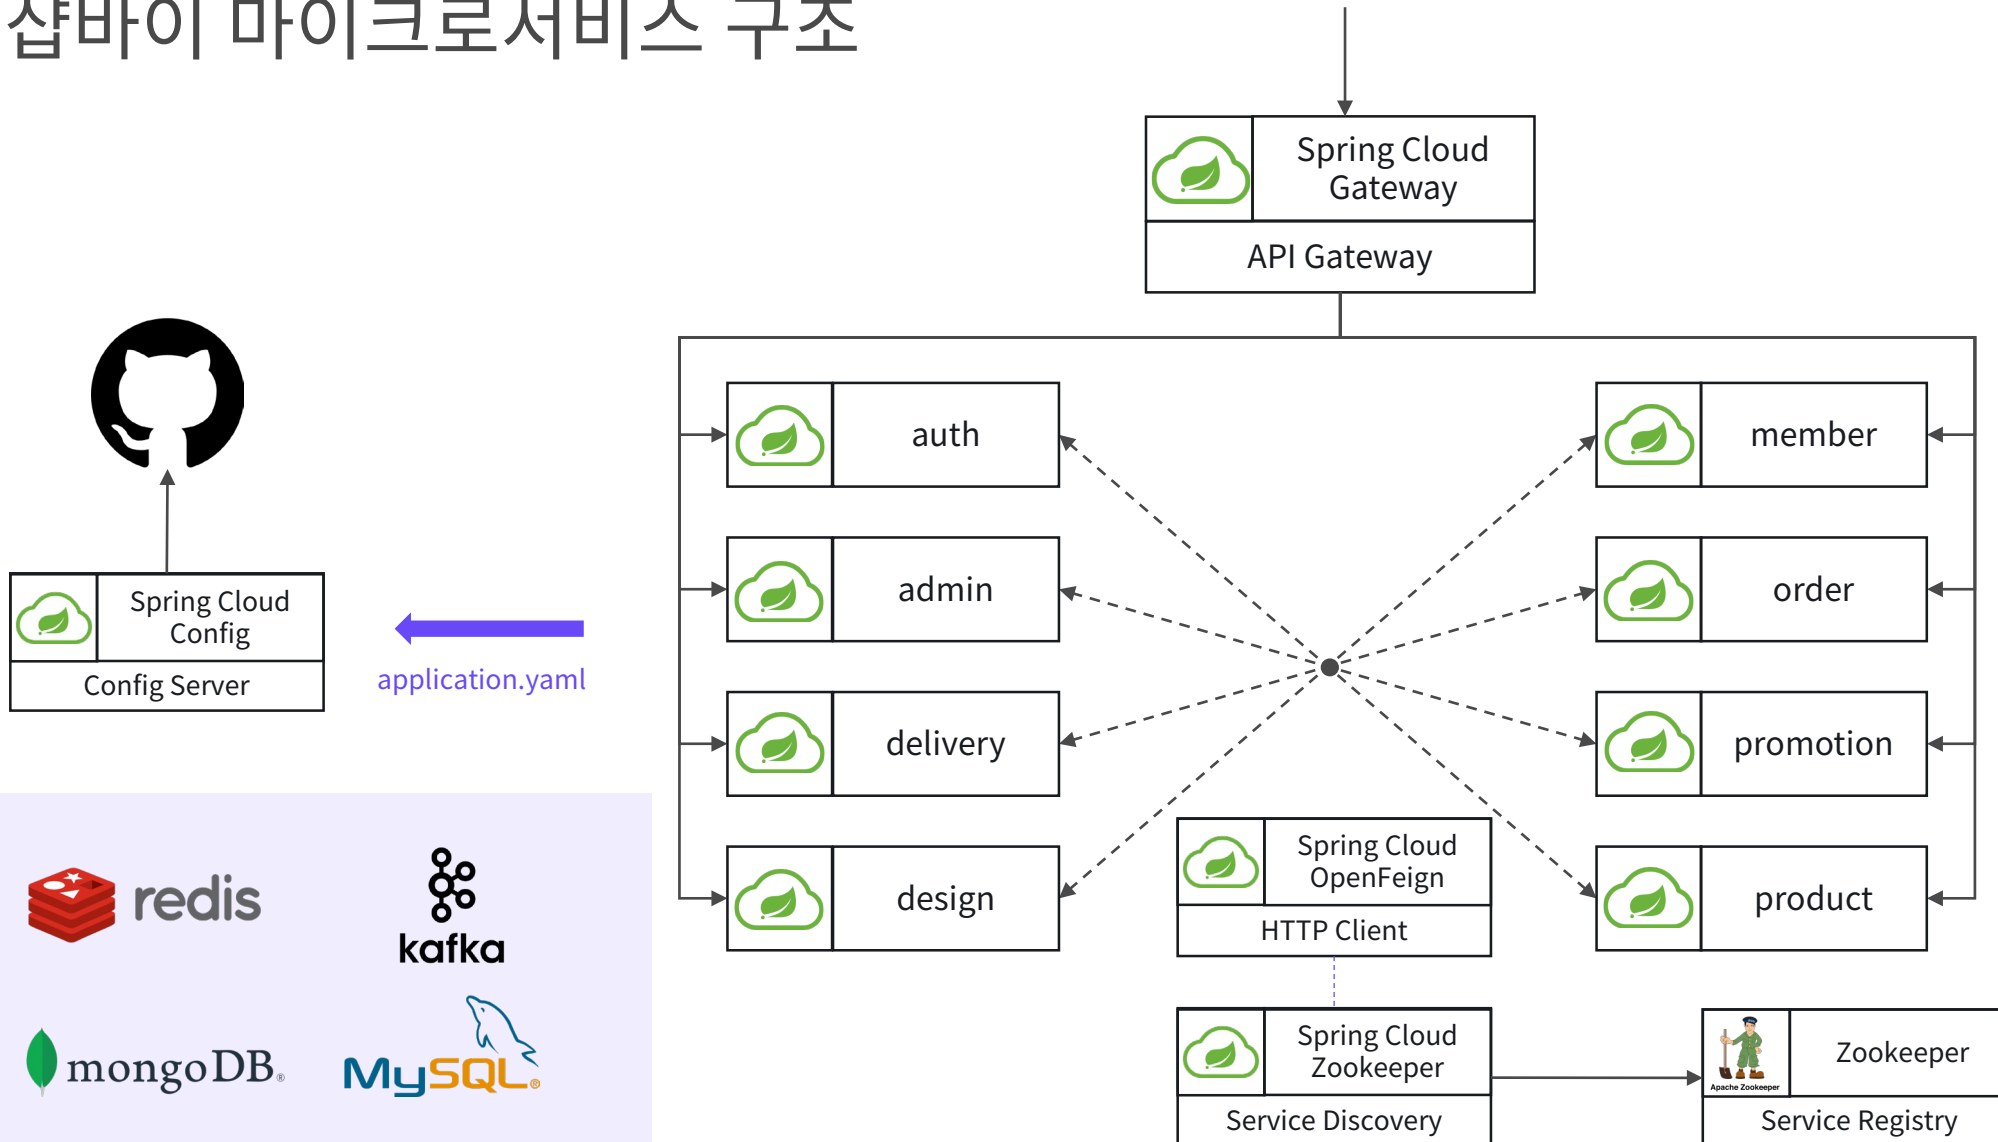 샵바이 마이크로서비스 구조
Spring Cloud
Gateway
API Gateway
auth
member
admin
order
Spring Cloud
Config
Config Server
application.yaml
delivery
promotion
design
product
Spring Cloud
OpenFeign
HTTP Client
redis
kafka
mongoDB®
MySQL®
Spring Cloud
Zookeeper
Service Discovery
Apache Zookeeper
Zookeeper
Service Registry